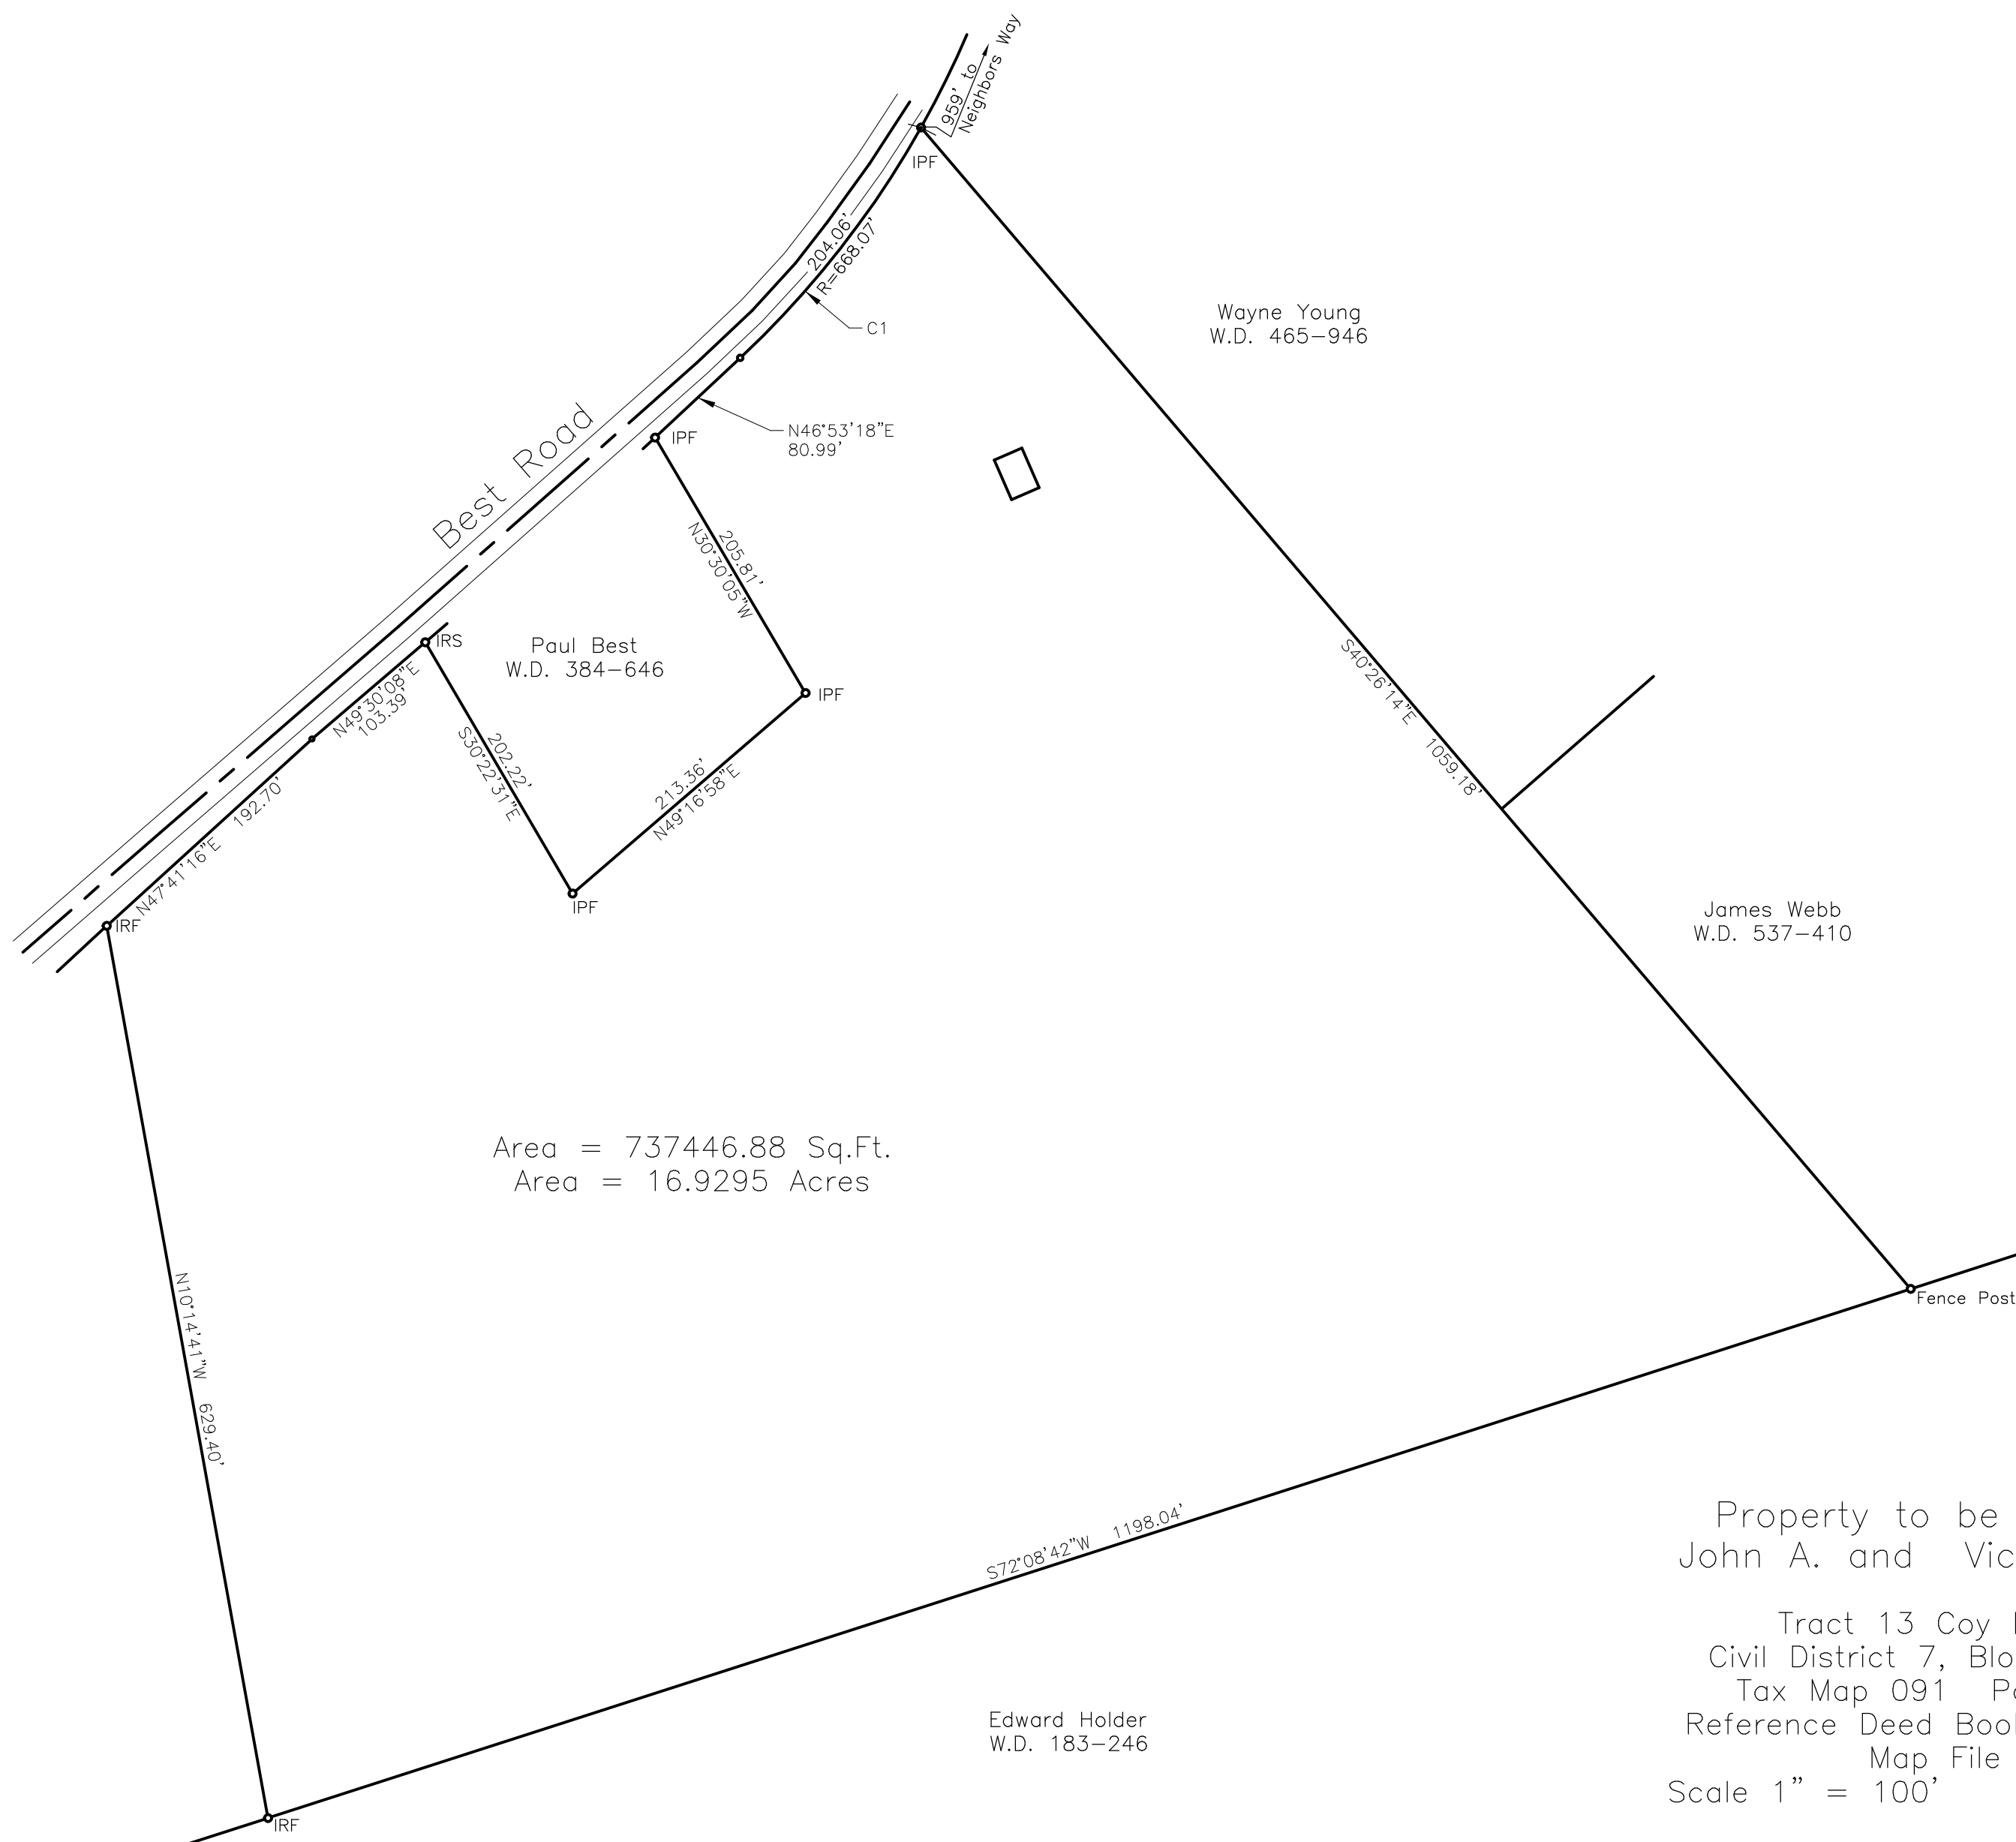 959' to
Neighbors Way
IPF
204.06'
R=668.07'
C1
Wayne Young
W.D. 465-946
Best Road
IPF
N46°53'18"E
80.99'
205.81'
N30°30'05"W
IRS
Paul Best
W.D. 384-646
IPF
N49°30'08"E
103.39'
202.22'
S30°22'31"E
213.36'
N49°16'58"E
IPF
N47°41'16"E 192.70'
IRF
S40°26'14"E 1059.18'
James Webb
W.D. 537-410
Area = 737446.88 Sq.Ft.
Area = 16.9295 Acres
N10°14'41"W 629.40'
Fence Post
S72°08'42"W 1198.04'
Edward Holder
W.D. 183-246
IRF
Property to be
John A. and
Tract 13 Coy
Civil District 7,
Tax Map 091
Reference Deed
Map File
Scale 1" = 100'